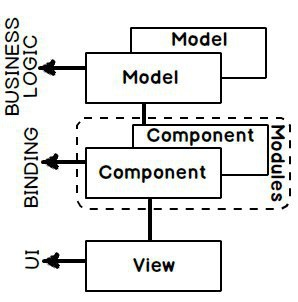 BUSINESS
LOGIC
Model
Model
BINDING
Component
Component
Modules
UI
View